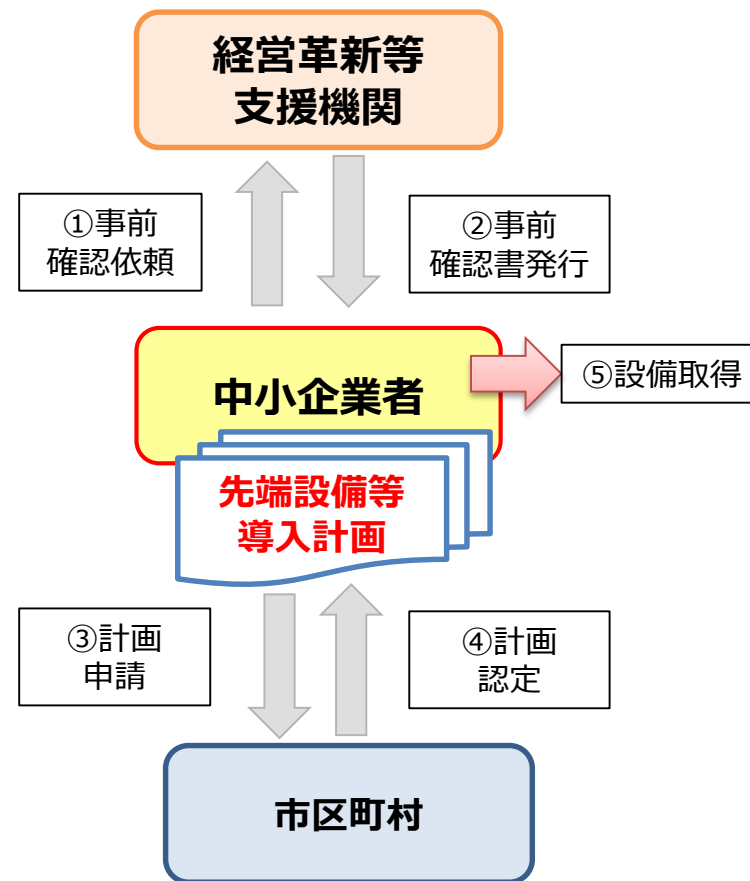 経営革新等
支援機関
①事前
確認依頼
②事前
確認書発行
中小企業者
⑤設備取得
先端設備等
導入計画
③計画
申請
④計画
認定
市区町村